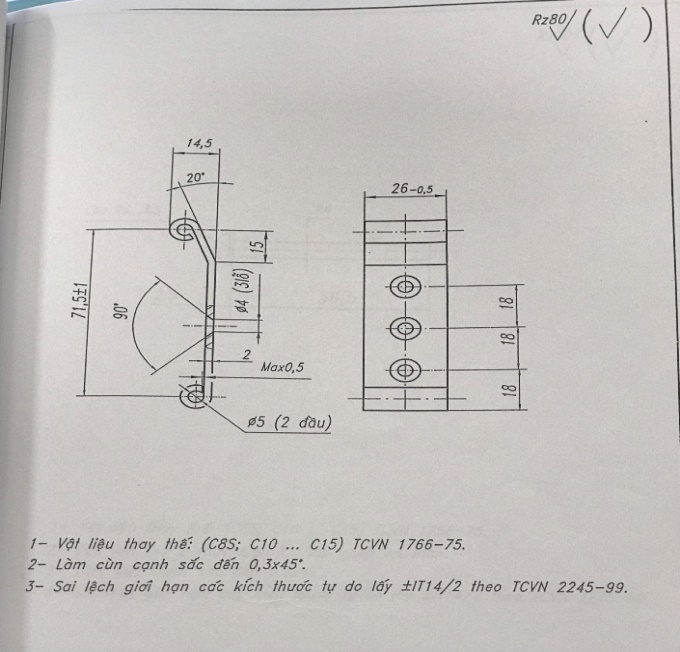 Rz80
14,5
20°
26-0,5
15
71,5±1
90°
ø4 (3lỗ)
18
18
18
2
Max0,5
ø5 (2 đầu)
1- Vật liệu thay thế: (C8S; C10 ... C15) TCVN 1766-75.
2- Làm cùn cạnh sắc đến 0,3x45°.
3- Sai lệch giới hạn các kích thước tự do lấy ±IT14/2 theo TCVN 2245-99.